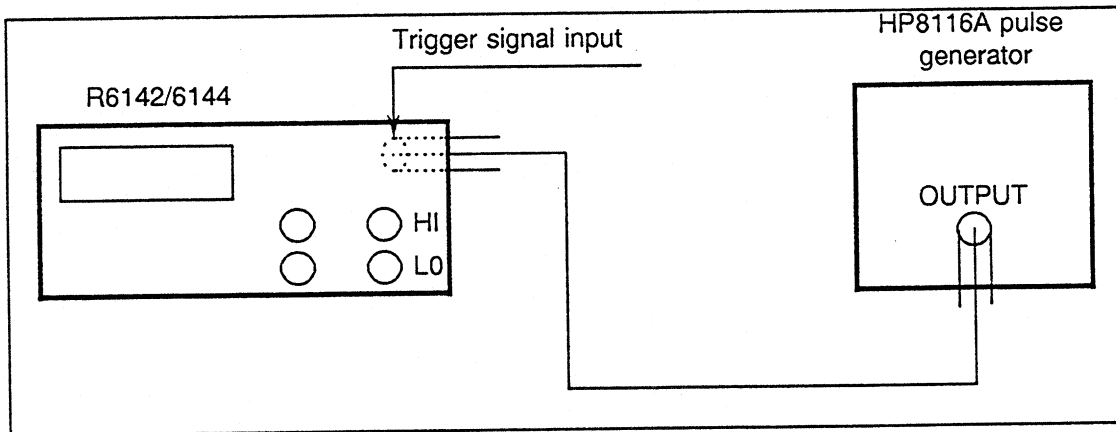 Trigger signal input
HP8116A pulse
generator
R6142/6144
OUTPUT
HI
L0